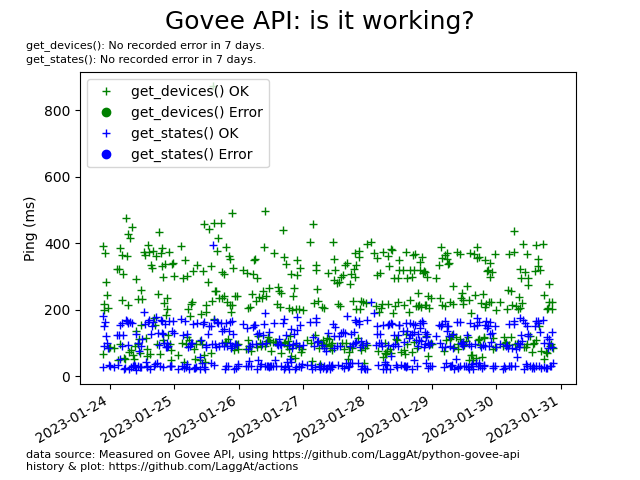 Govee API: is it working?
get_devices(): No recorded error in 7 days.
get_states(): No recorded error in 7 days.
get_devices() OK
get_devices() Error
get_states() OK
get_states() Error
Ping (ms)
800
600
400
200
0
2023-01-24
2023-01-25
2023-01-26
2023-01-27
2023-01-28
2023-01-29
2023-01-30
2023-01-31
data source: Measured on Govee API, using https://github.com/LaggAt/python-govee-api
history & plot: https://github.com/LaggAt/actions